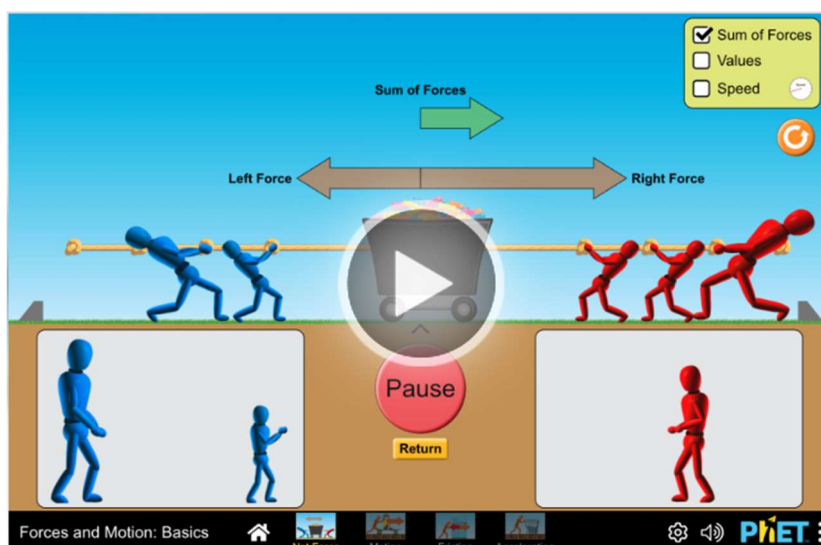 Sum of Forces
Values
Speed
Sum of Forces
Left Force
Right Force
Pause
Return
Forces and Motion: Basics
PhET